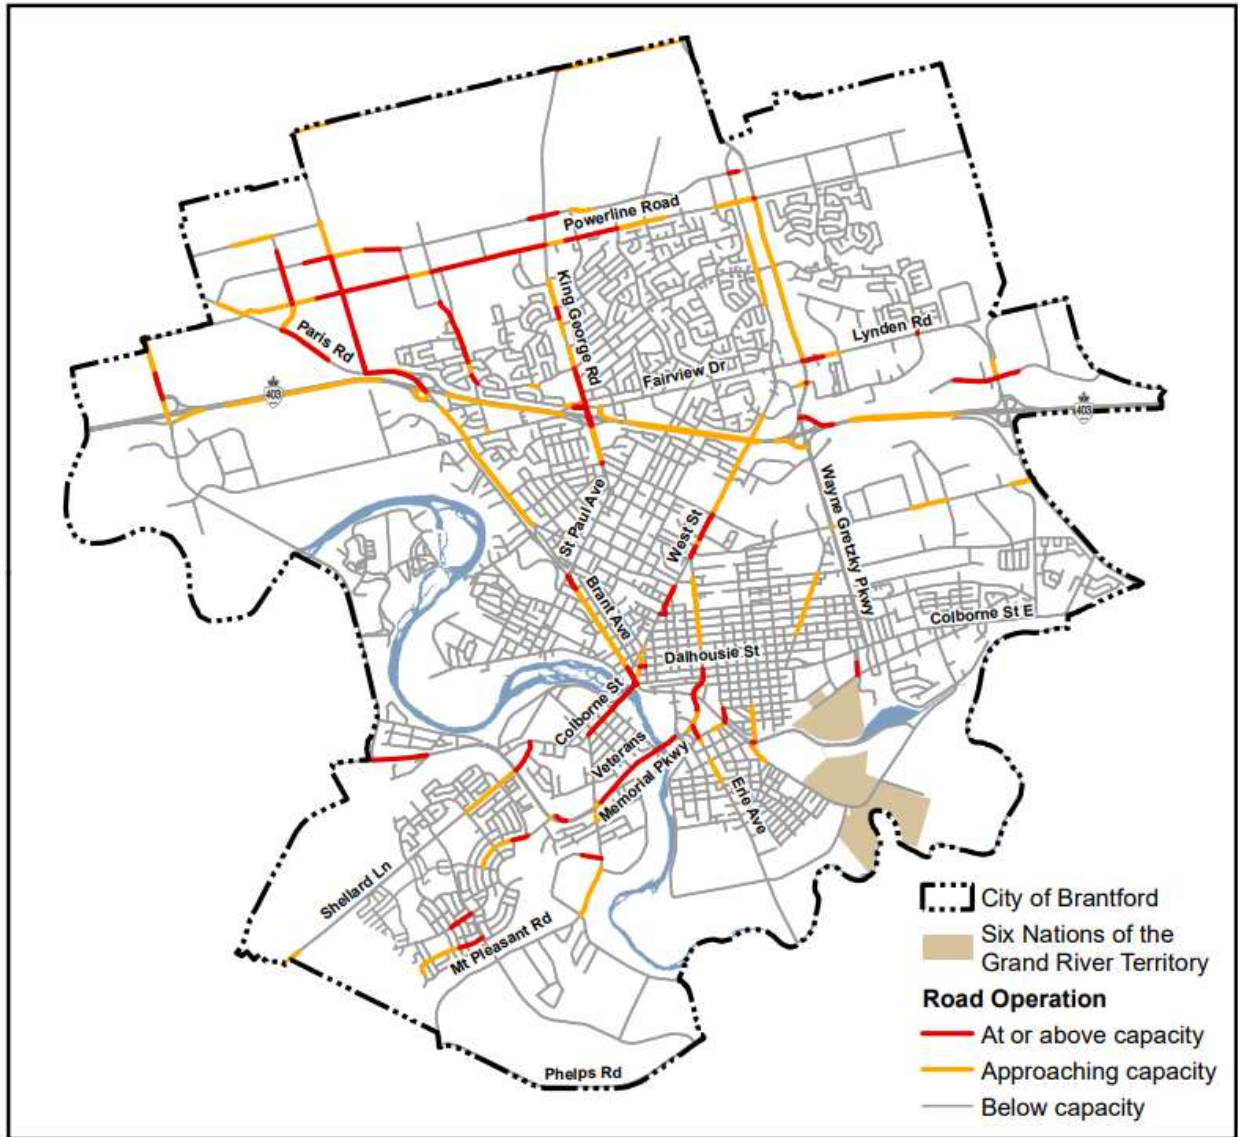 Powerline Road
King George Rd
Paris Rd
Lynden Rd
Fairview Dr
403
403
St Paul Ave
West St
Wayne Gretzky Pkwy
Brant Ave
Colborne St E
Dalhousie St
Colborne St
Veterans
Memorial Pkwy
Erie Ave
Shellard Ln
Mt Pleasant Rd
Phelps Rd
City of Brantford
Six Nations of the
Grand River Territory
Road Operation
At or above capacity
Approaching capacity
Below capacity